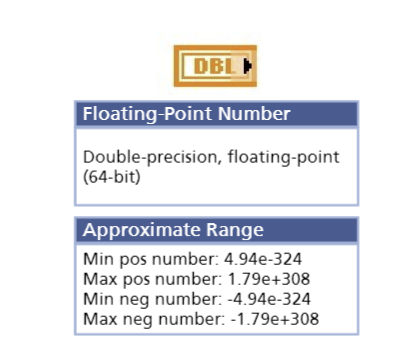 DBL
Floating-Point Number
Double-precision, floating-point
(64-bit)
Approximate Range
Min pos number: 4.94e-324
Max pos number: 1.79e+308
Min neg number: -4.94e-324
Max neg number: -1.79e+308